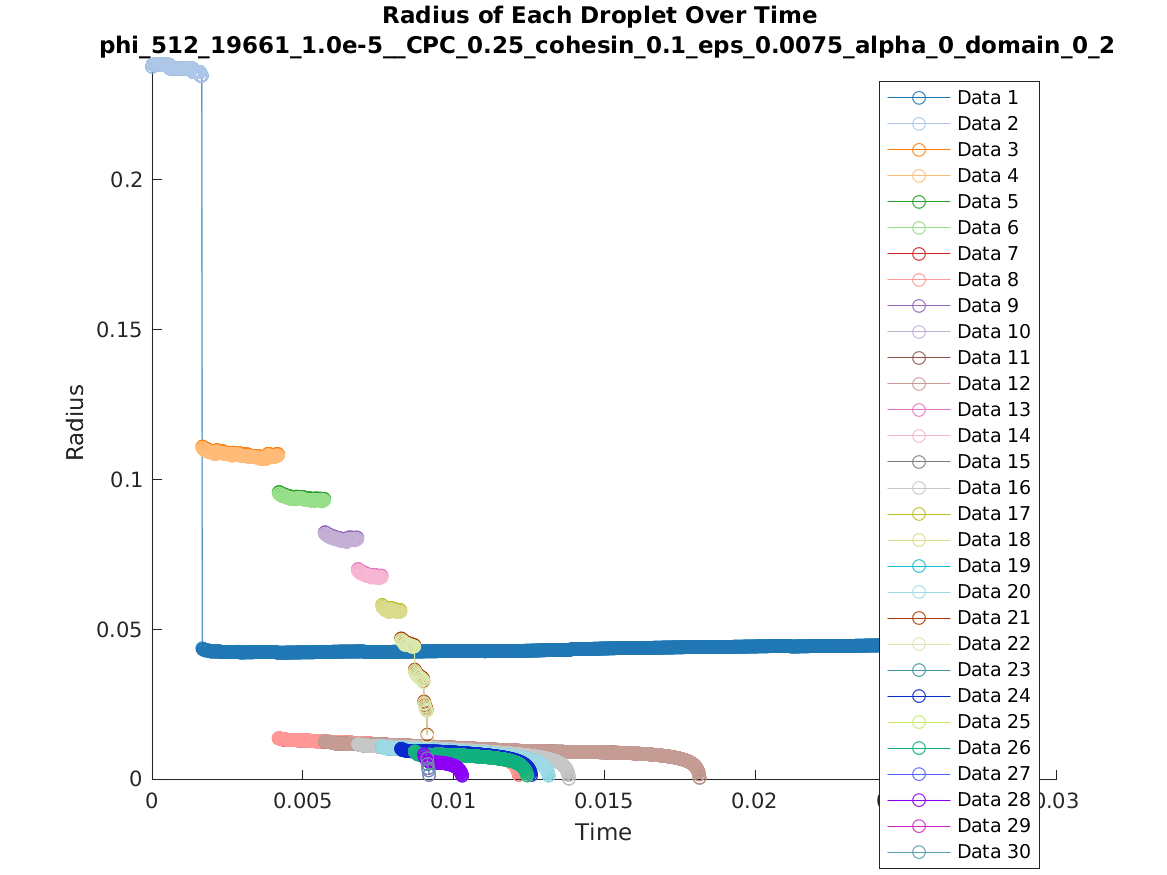 Radius of Each Droplet Over Time
phi_512_19661_1.0e-5__CPC_0.25_cohesin_0.1_eps_0.0075_alpha_0_domain_0_2
0.2
0.15
0.1
0.05
0
Radius
0
0.005
0.01
0.015
0.02
0.03
Time
Data 1
Data 2
Data 3
Data 4
Data 5
Data 6
Data 7
Data 8
Data 9
Data 10
Data 11
Data 12
Data 13
Data 14
Data 15
Data 16
Data 17
Data 18
Data 19
Data 20
Data 21
Data 22
Data 23
Data 24
Data 25
Data 26
Data 27
Data 28
Data 29
Data 30